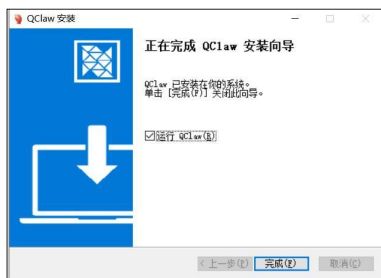 QClaw 安装
正在完成 QClaw 安装向导
QClaw 已安装在你的系统。
单击 [完成(F)] 关闭此向导。
运行 QClaw(R)
< 上一步(P)
完成(F)
取消(C)